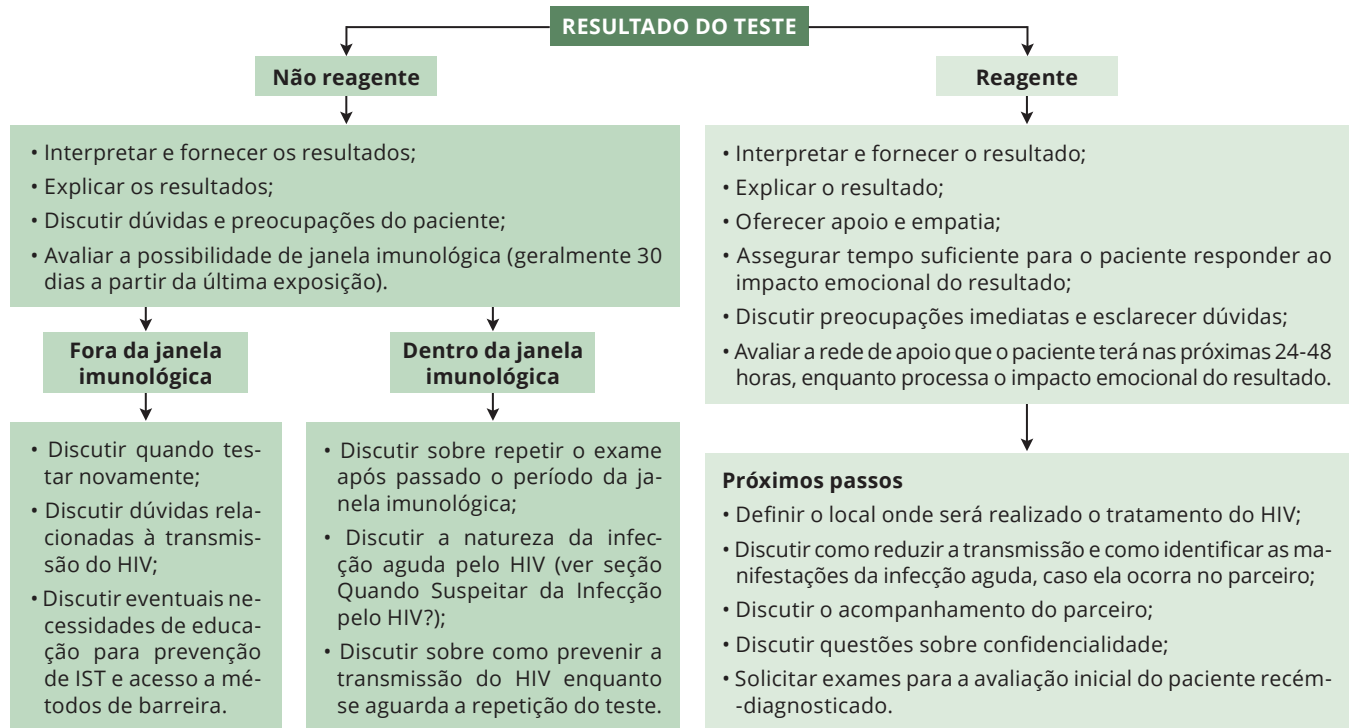 RESULTADO DO TESTE
Não reagente
• Interpretar e fornecer os resultados;
• Explicar os resultados;
• Discutir dúvidas e preocupações do paciente;
• Avaliar a possibilidade de janela imunológica (geralmente 30
dias a partir da última exposição).
Fora da janela
imunológica
• Discutir quando tes-
tar novamente;
• Discutir dúvidas rela-
cionadas à transmis-
são do HIV;
• Discutir eventuais ne-
cessidades de educa-
ção para prevenção
de IST e acesso a mé-
todos de barreira.
Dentro da janela
imunológica
• Discutir sobre repetir o exame
após passado o período da ja-
nela imunológica;
• Discutir a natureza da infec-
ção aguda pelo HIV (ver seção
Quando Suspeitar da Infecção
pelo HIV?);
• Discutir sobre como prevenir a
transmissão do HIV enquanto
se aguarda a repetição do teste.
Reagente
• Interpretar e fornecer o resultado;
• Explicar o resultado;
• Oferecer apoio e empatia;
• Assegurar tempo suficiente para o paciente responder ao
impacto emocional do resultado;
• Discutir preocupações imediatas e esclarecer dúvidas;
• Avaliar a rede de apoio que o paciente terá nas próximas 24-48
horas, enquanto processa o impacto emocional do resultado.
Próximos passos
• Definir o local onde será realizado o tratamento do HIV;
• Discutir como reduzir a transmissão e como identificar as ma-
nifestações da infecção aguda, caso ela ocorra no parceiro;
• Discutir o acompanhamento do parceiro;
• Discutir questões sobre confidencialidade;
• Solicitar exames para a avaliação inicial do paciente recém-
-diagnosticado.